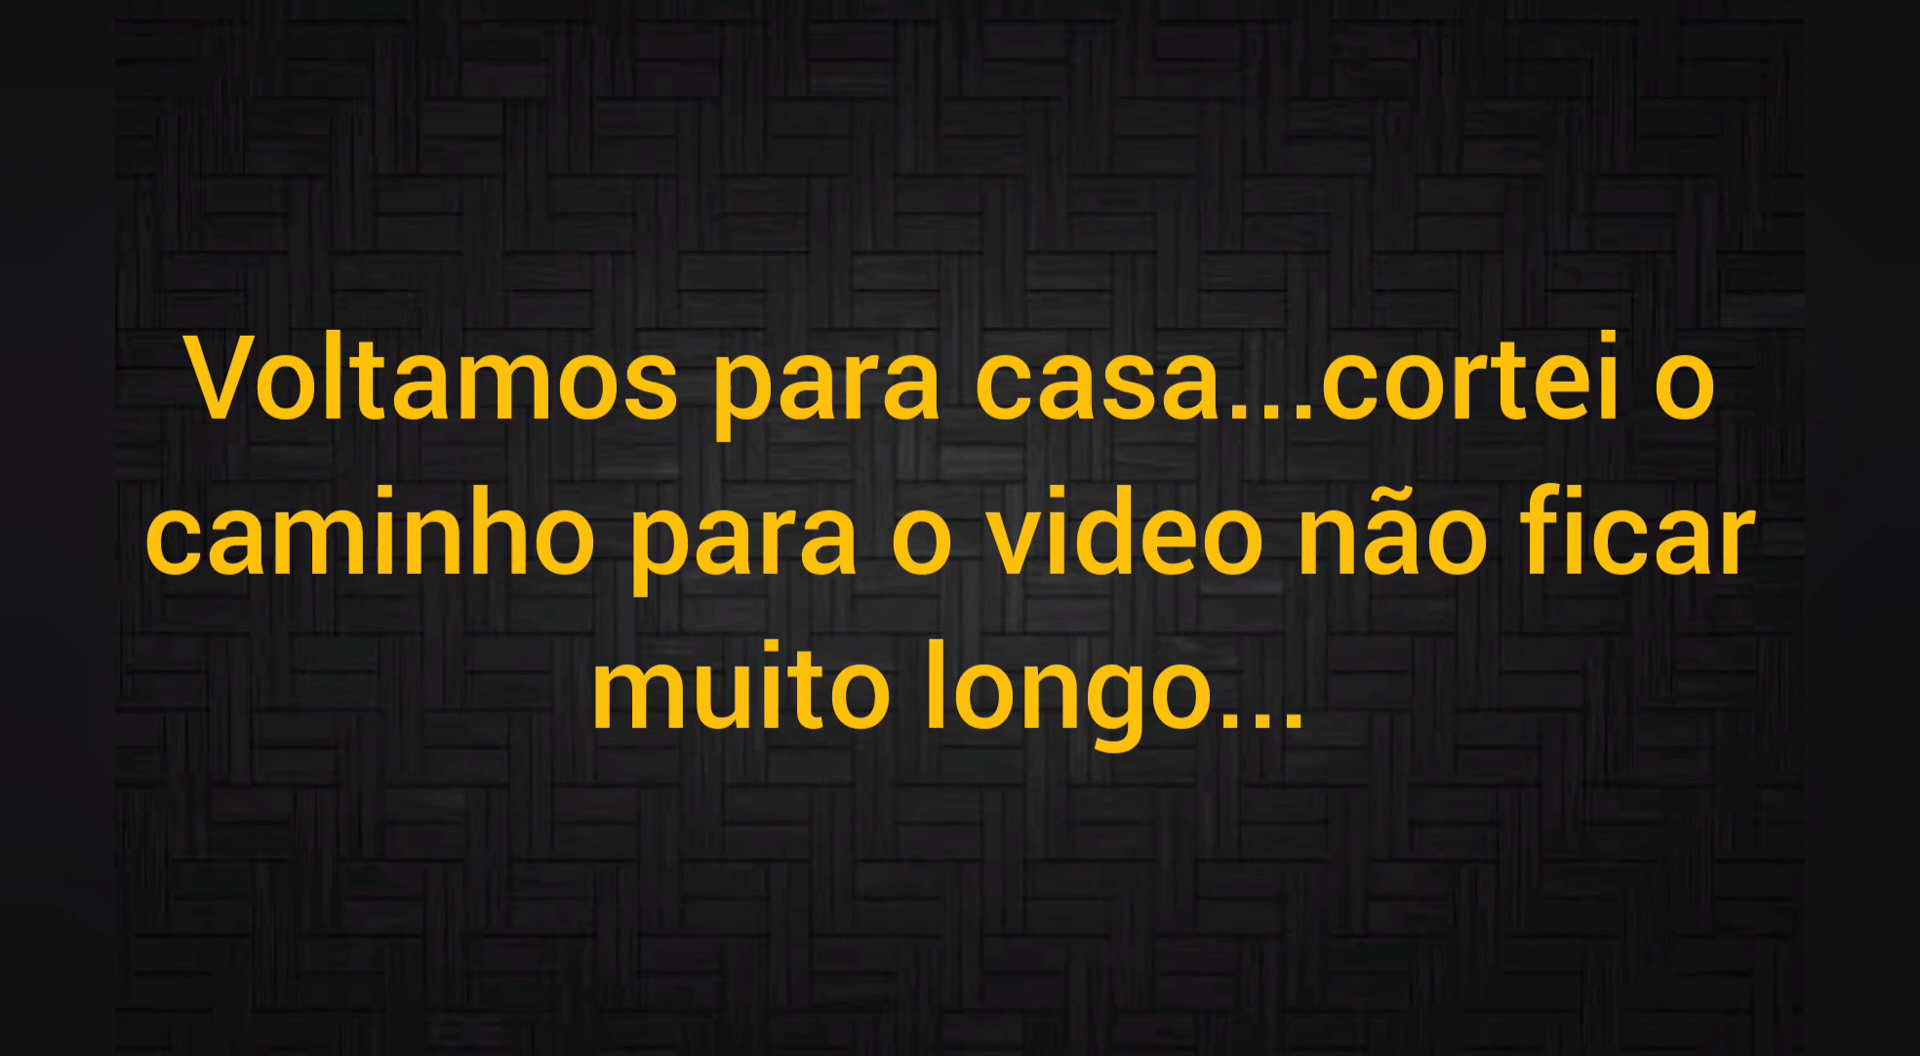 Voltamos para casa...cortei o
caminho para o video não ficar
muito longo...